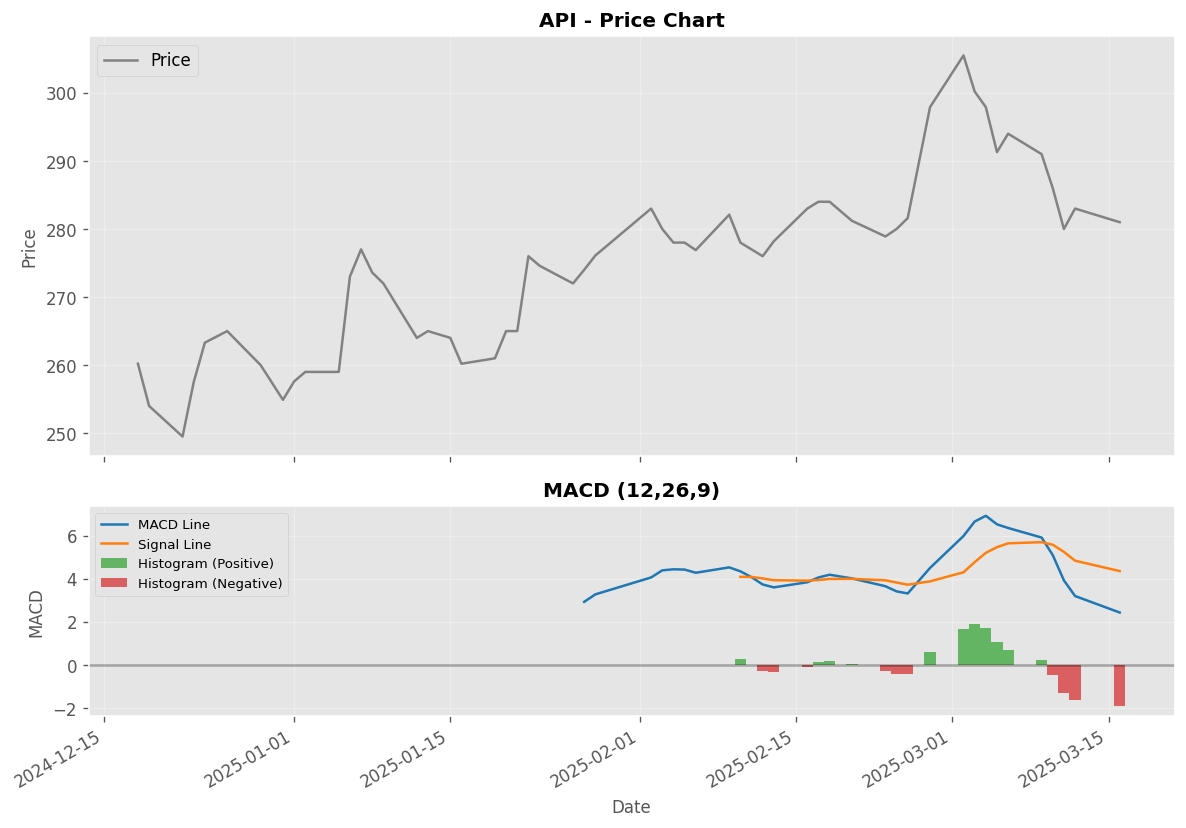 API - Price Chart
Price
300
290
280
270
260
250
Price
MACD (12,26,9)
MACD Line
Signal Line
Histogram (Positive)
Histogram (Negative)
6
4
2
0
−2
MACD
2024-12-15
2025-01-01
2025-01-15
2025-02-01
2025-02-15
2025-03-01
2025-03-15
Date